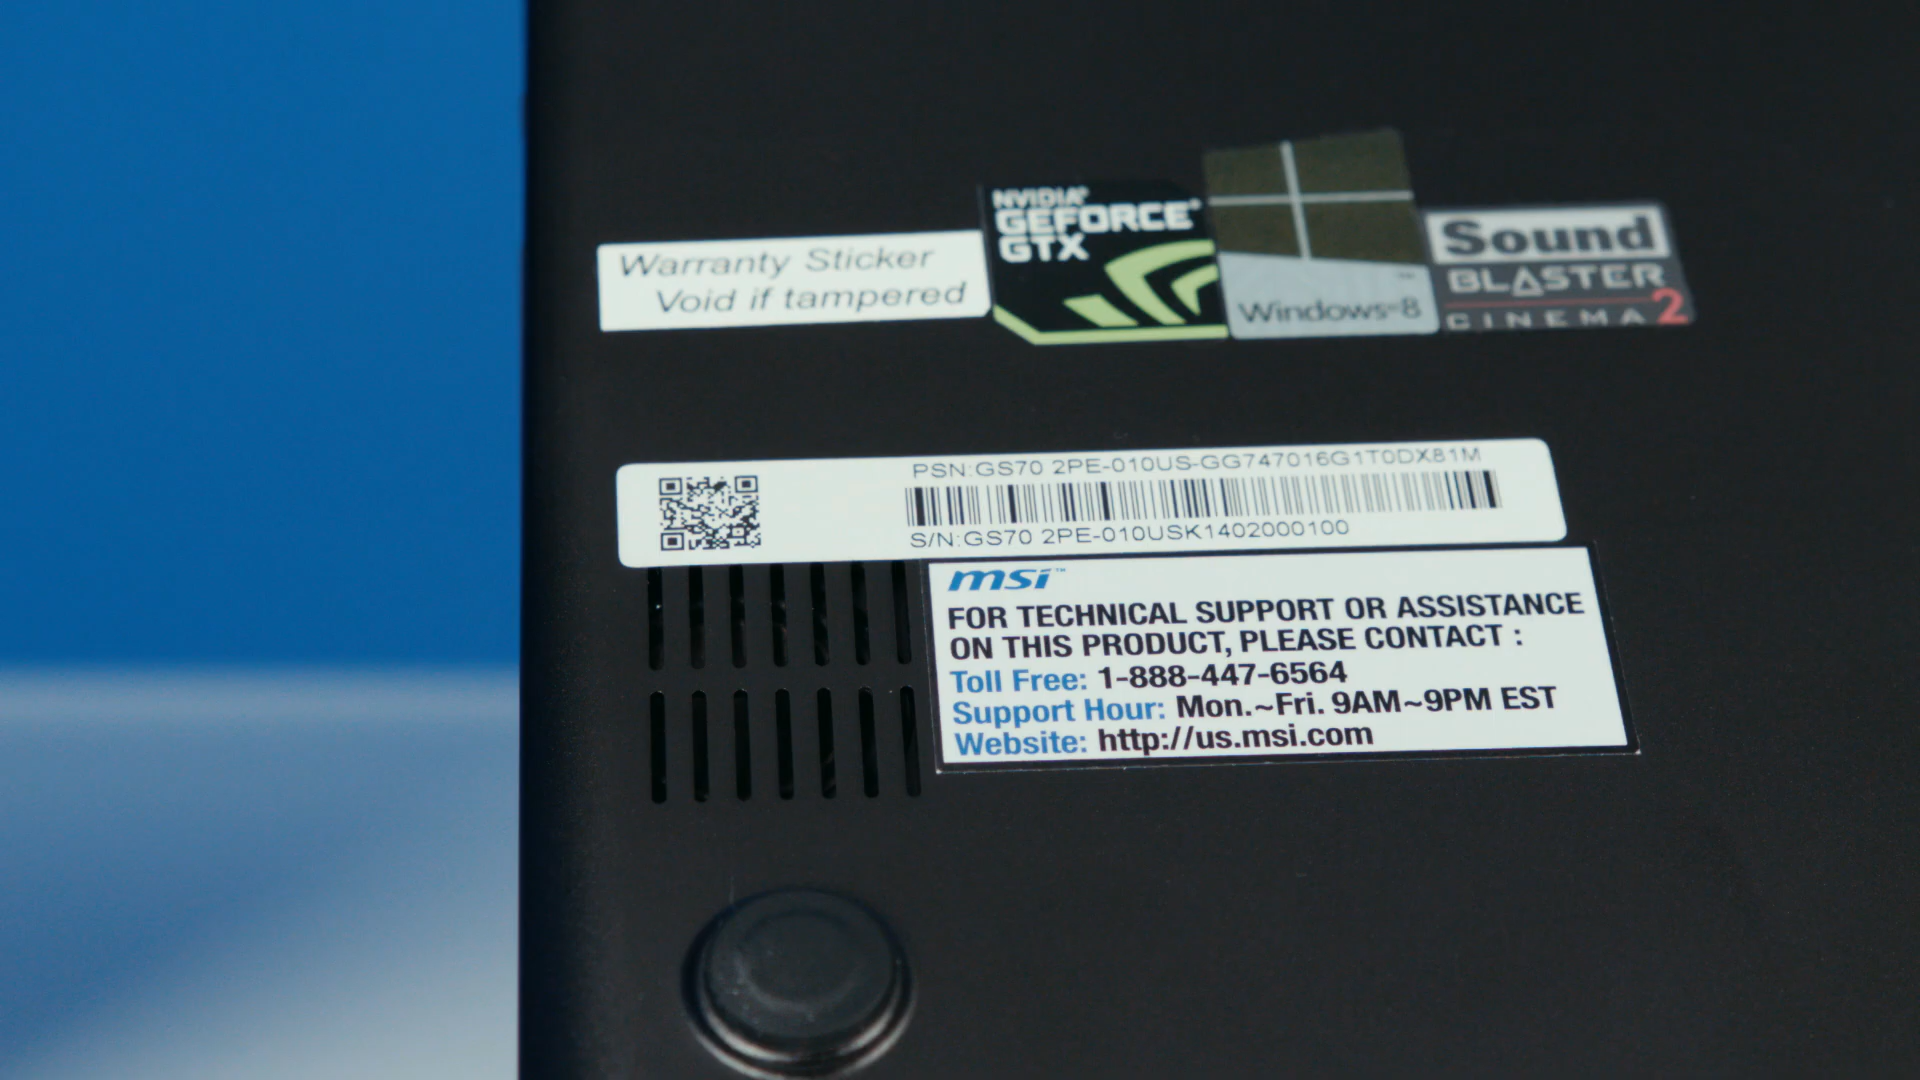 Warranty Sticker
Void if tampered
NVIDIA®
GEFORCE®
GTX
Windows 8
Sound
BLASTER
CINEMA 2
PSN:GS70 2PE-010US-GG747016G1T0DX81M
S/N:GS70 2PE-010USK1402000100
msi™
FOR TECHNICAL SUPPORT OR ASSISTANCE
ON THIS PRODUCT, PLEASE CONTACT :
Toll Free: 1-888-447-6564
Support Hour: Mon.~Fri. 9AM~9PM EST
Website: http://us.msi.com